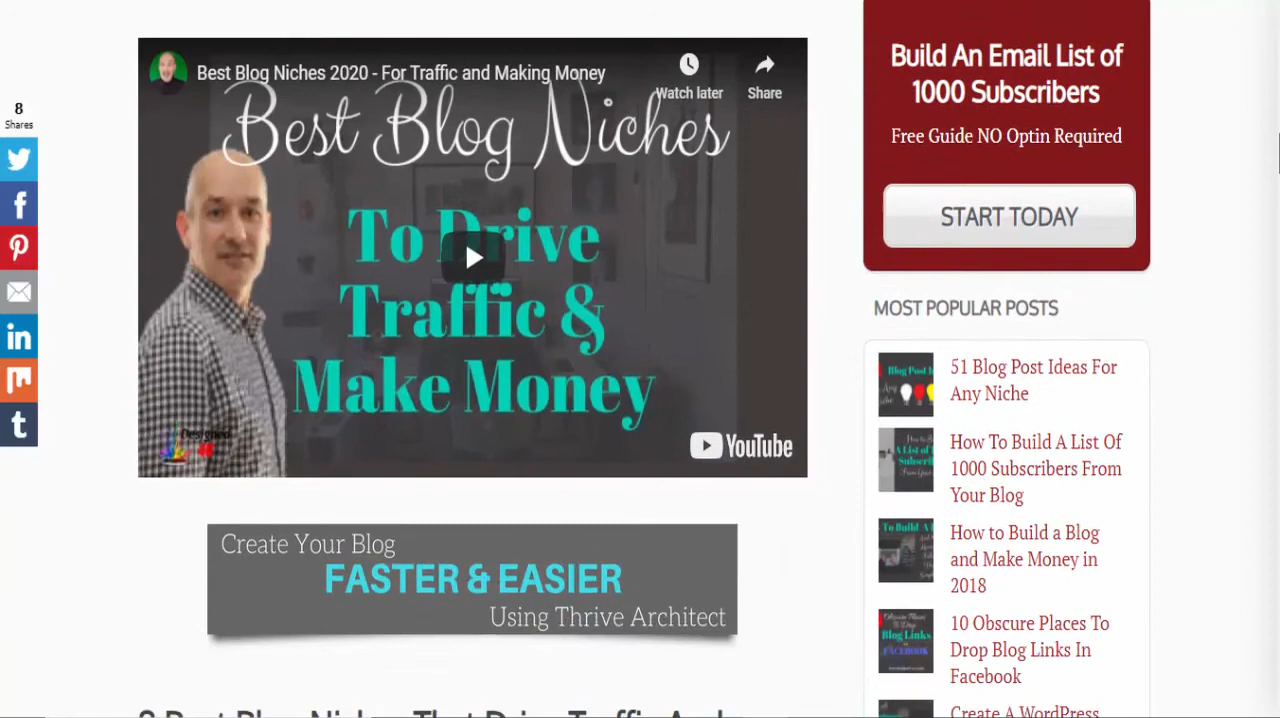 8
Shares
Best Blog Niches 2020 - For Traffic and Making Money
Watch later
Share
Best Blog Niches
To Drive
Traffic &
Make Money
YouTube
Create Your Blog
FASTER & EASIER
Using Thrive Architect
Build An Email List of
1000 Subscribers
Free Guide NO Optin Required
START TODAY
MOST POPULAR POSTS
51 Blog Post Ideas For
Any Niche
How To Build A List Of
1000 Subscribers From
Your Blog
How to Build a Blog
and Make Money in
2018
10 Obscure Places To
Drop Blog Links In
Facebook
Create A WordPress